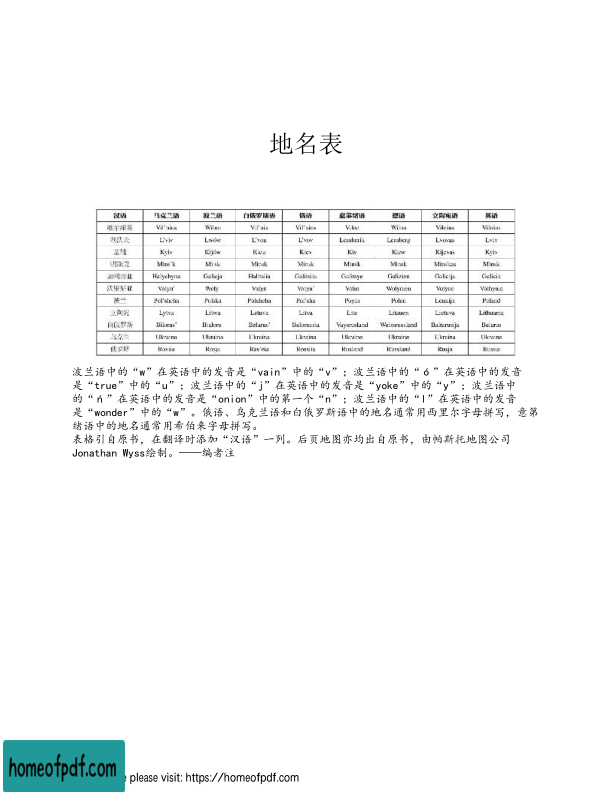 地名表
汉语 乌克兰语 波兰语 白俄罗斯语 俄语 意第绪语 德语 立陶宛语 英语
维尔诺塞 Vil'nius Wilno Vil'nia Vil'nius Vilne Wilna Vilnius Vilnius
利沃夫 L'viv Lwów L'vou L'vov Lemberik Lemberg Lvovas Lviv
基辅 Kyiv Kijów Kieu Kiev Kiv Kiew Kijevas Kyiv
明斯克 Mins'k Mińsk Minsk Minsk Minsk Minsk Minskas Minsk
加利西亚 Halychyna Galicja Halitsiia Galitsiia Galitsye Galizien Galicija Galicia
沃里尼亚 Volyn' Wołyń Valyn Volyn' Volin Wolynien Volynė Volhynia
波兰 Pol'shcha Polska Polshcha Pol'sha Poyln Polen Lenkija Poland
立陶宛 Lytva Litwa Letuva Litva Lite Litauen Lietuva Lithuania
白俄罗斯 Bilorus' Białoruś Belarus' Belorussia Vaysrusland Weissrussland Baltarusija Belarus
乌克兰 Ukraïna Ukraina Ukraina Ukraina Ukraine Ukraine Ukraina Ukraine
俄罗斯 Rossia Rosja Ras'eia Rossiia Rusland Russland Rusija Russia
波兰语中的“w”在英语中的发音是“vain”中的“v”；波兰语中的“ó”在英语中的发音
是“true”中的“u”；波兰语中的“j”在英语中的发音是“yoke”中的“y”；波兰语中
的“ń”在英语中的发音是“onion”中的第一个“n”；波兰语中的“l”在英语中的发音
是“wonder”中的“w”。俄语、乌克兰语和白俄罗斯语中的地名通常用西里尔字母拼写，意第
绪语中的地名通常用希伯来字母拼写。
表格引自原书，在翻译时添加“汉语”一列。后页地图亦均出自原书，由帕斯托地图公司
Jonathan Wyss绘制。——编者注
homeofpdf.com
please visit: https://homeofpdf.com